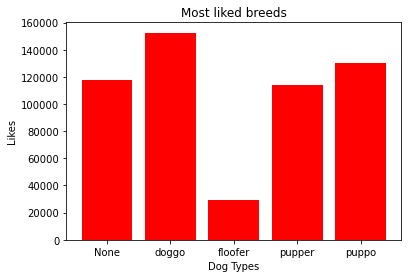 Most liked breeds
160000
140000
120000
100000
80000
60000
40000
20000
0
Likes
None doggo floofer pupper puppo
Dog Types